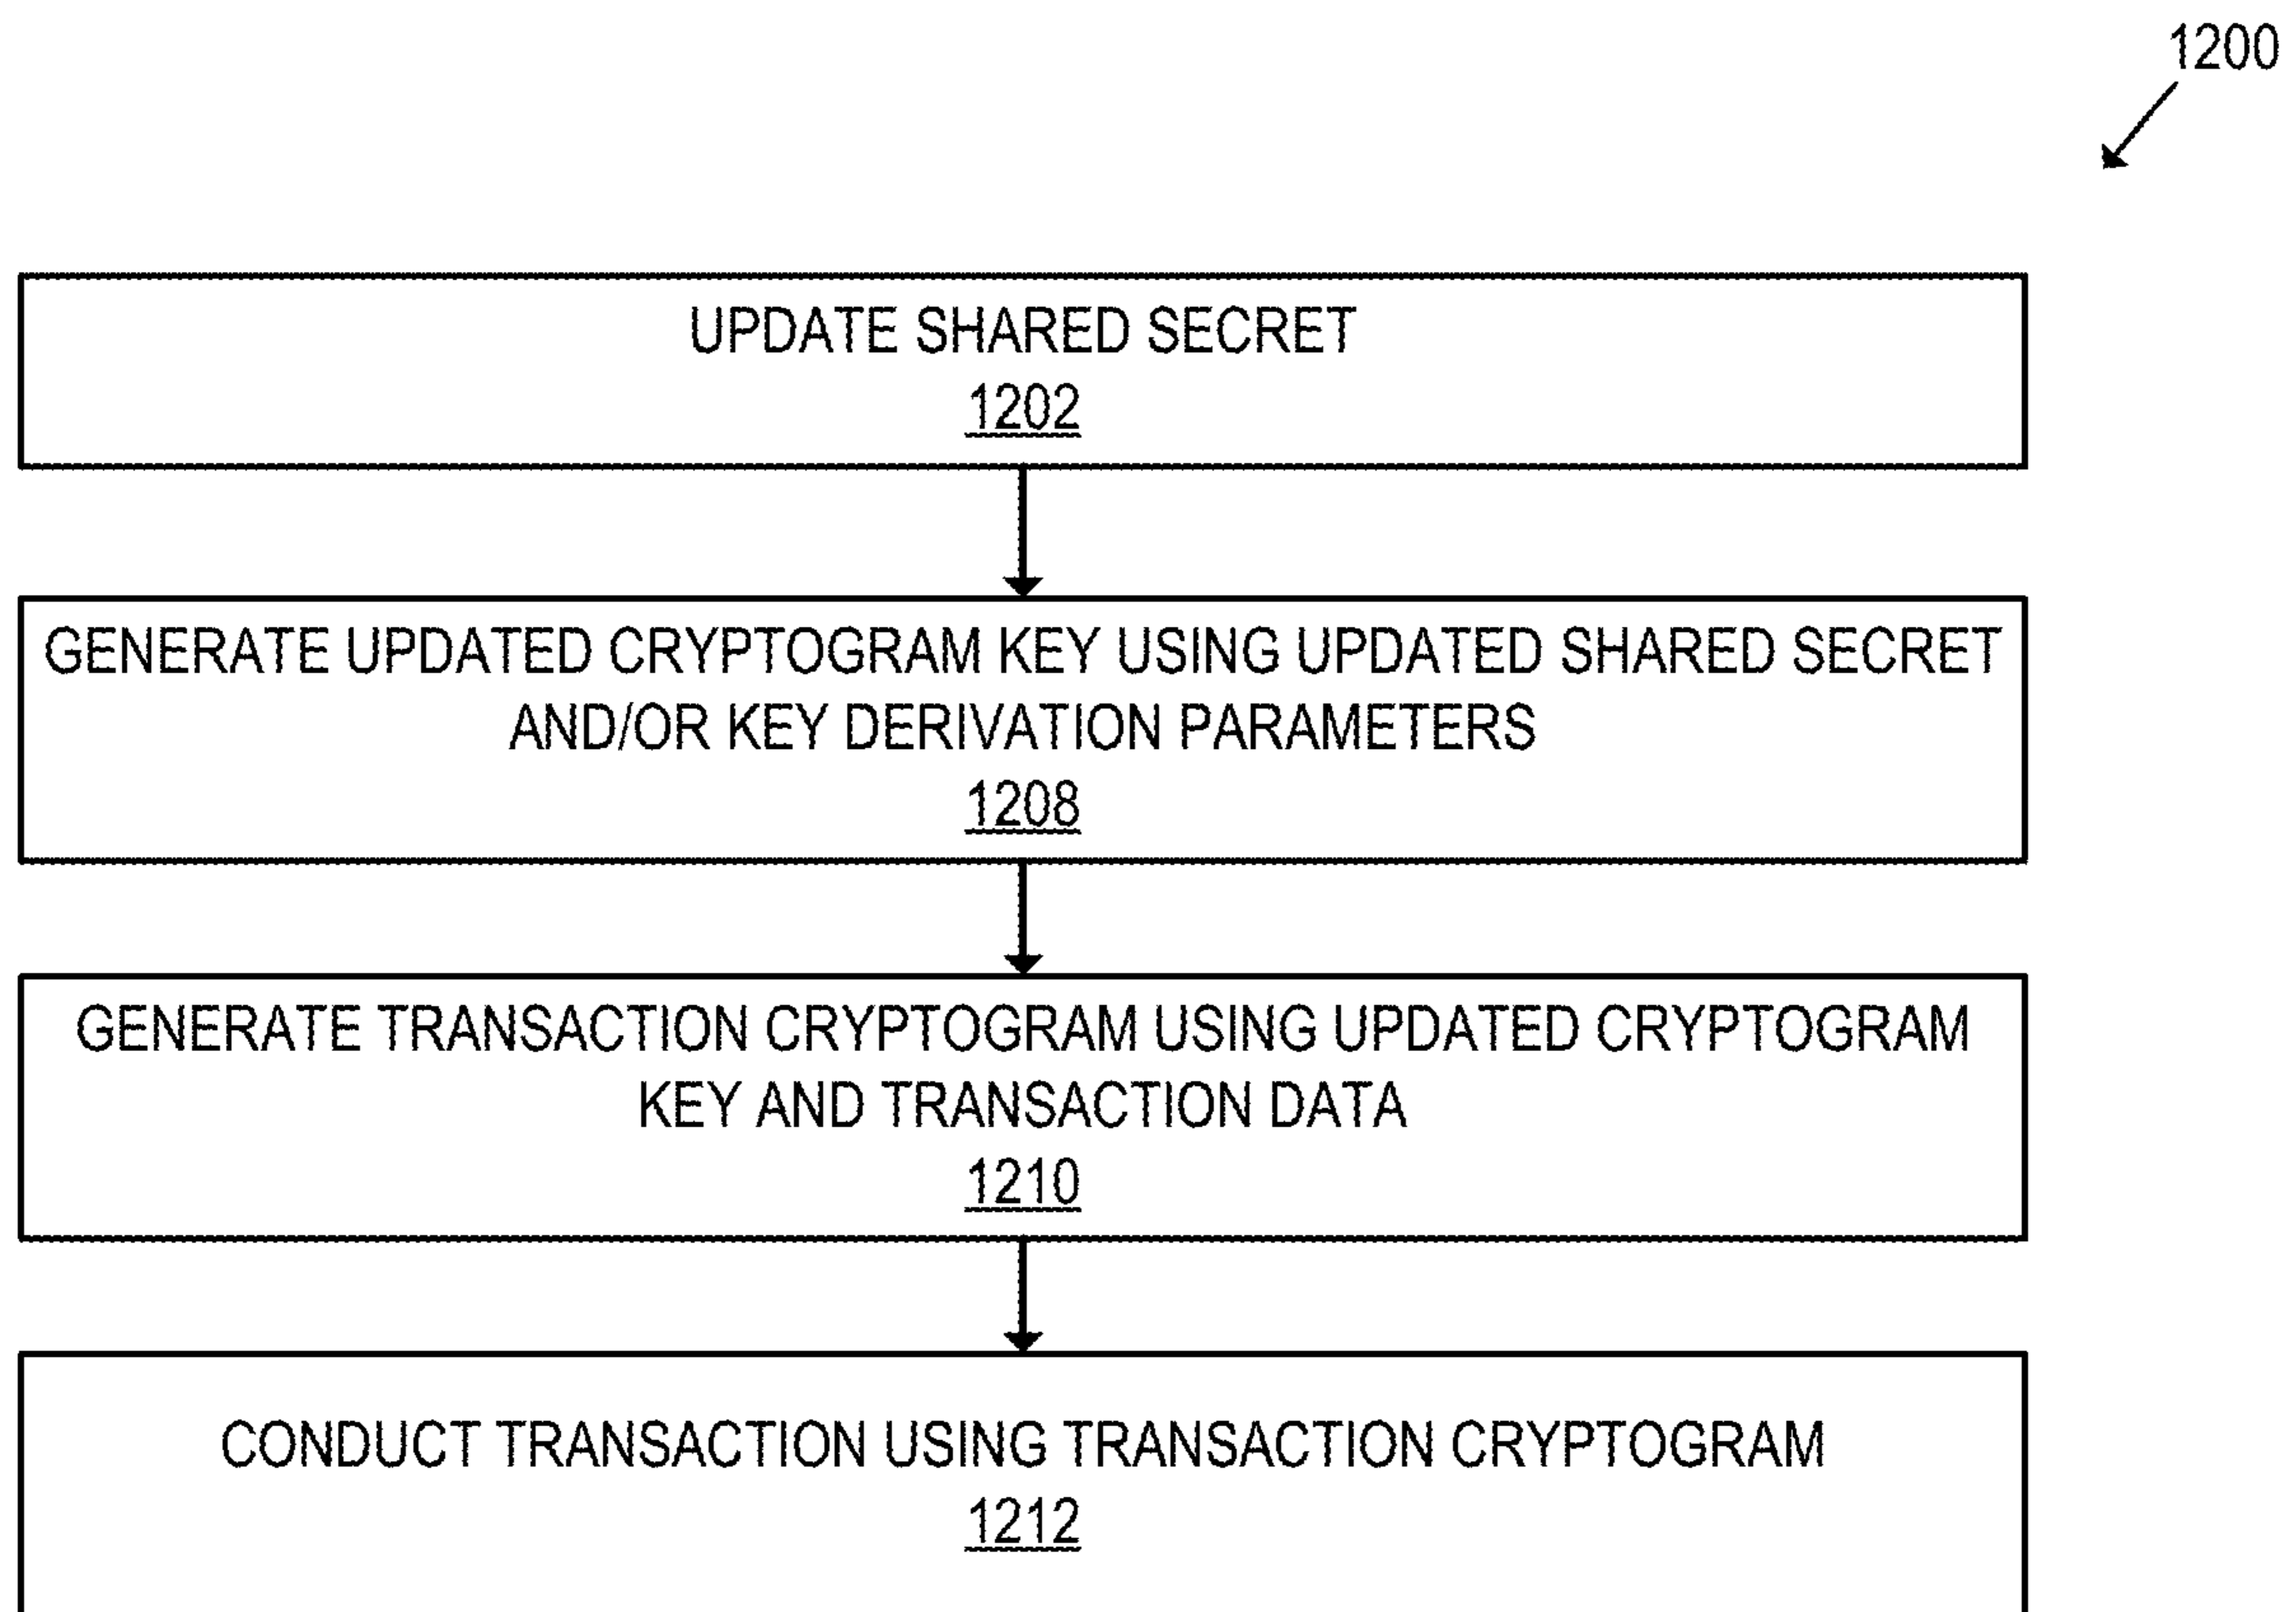 1200
UPDATE SHARED SECRET
1202
GENERATE UPDATED CRYPTOGRAM KEY USING UPDATED SHARED SECRET
AND/OR KEY DERIVATION PARAMETERS
1208
GENERATE TRANSACTION CRYPTOGRAM USING UPDATED CRYPTOGRAM
KEY AND TRANSACTION DATA
1210
CONDUCT TRANSACTION USING TRANSACTION CRYPTOGRAM
1212